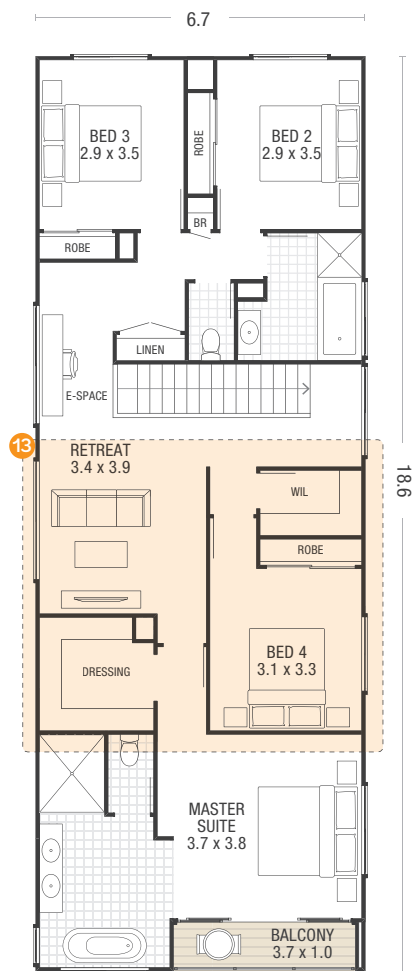 6.7
BED 3
2.9 x 3.5
ROBE
BED 2
2.9 x 3.5
BR
ROBE
LINEN
E-SPACE
13
RETREAT
3.4 x 3.9
18.6
WIL
ROBE
DRESSING
BED 4
3.1 x 3.3
MASTER
SUITE
3.7 x 3.8
BALCONY
3.7 x 1.0